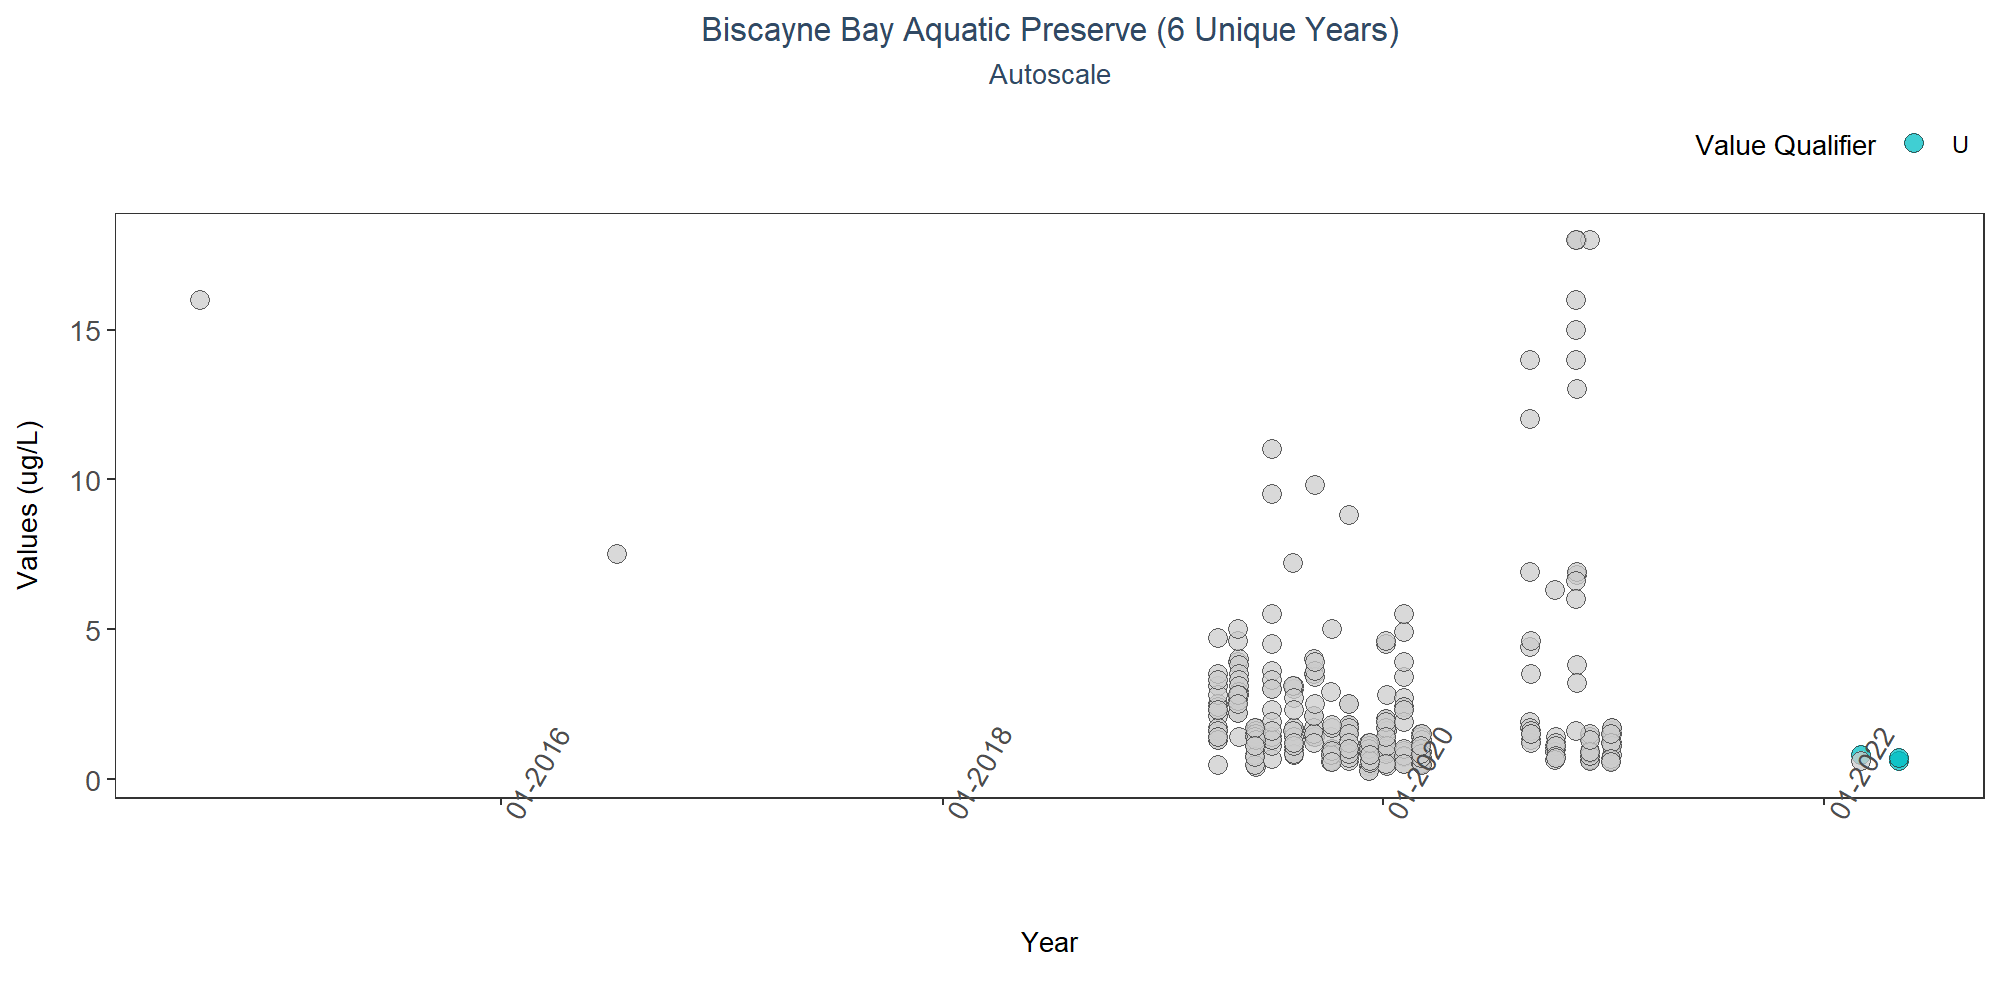 Biscayne Bay Aquatic Preserve (6 Unique Years)
Autoscale
Value Qualifier U
Values (ug/L)
15
10
5
0
01-2016
01-2018
01-2020
01-2022
Year